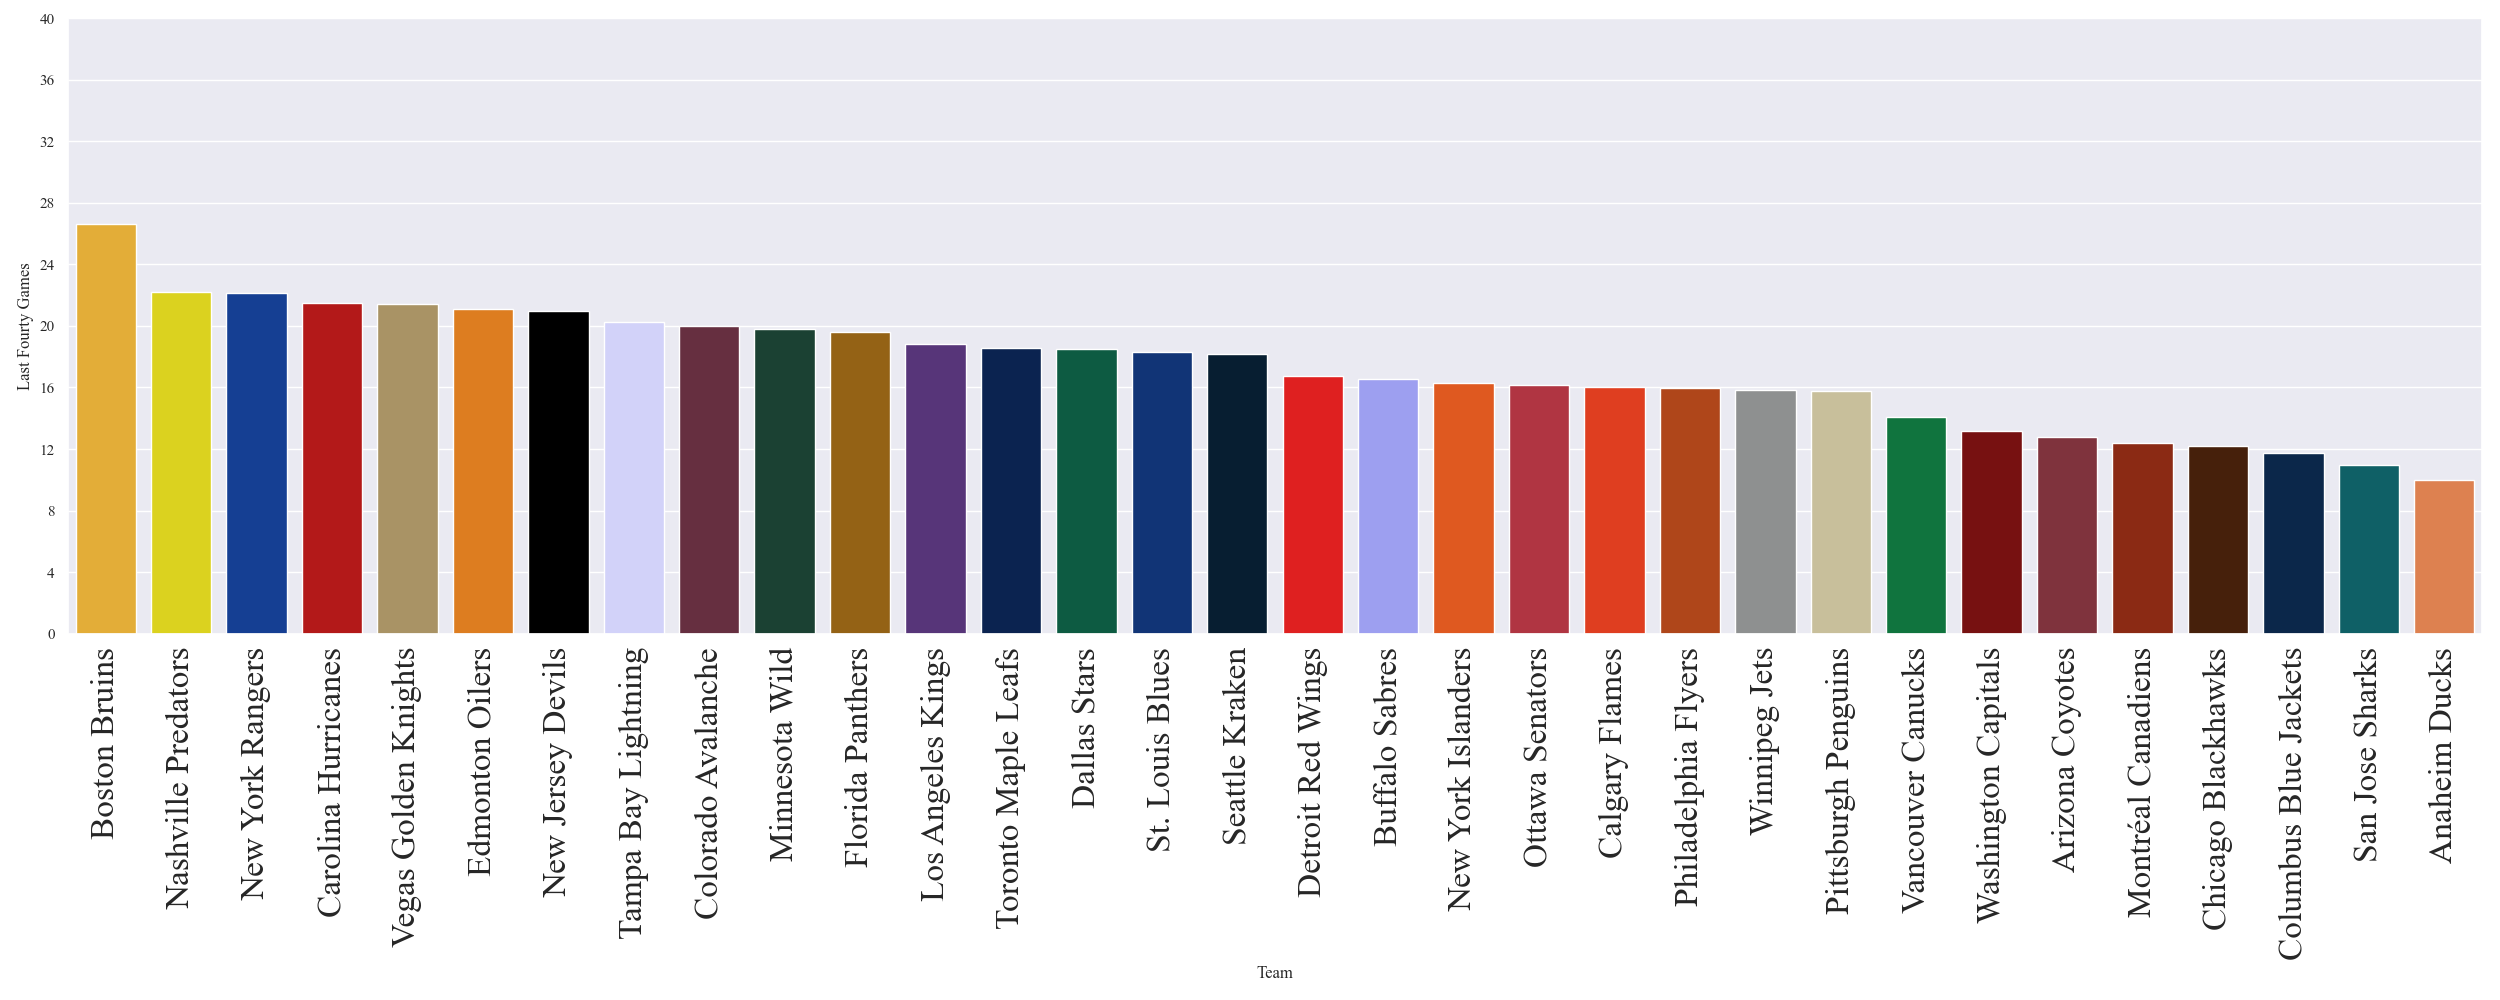 40
36
32
28
24
20
16
12
8
4
0
Last Fourty Games
Boston Bruins
Nashville Predators
New York Rangers
Carolina Hurricanes
Vegas Golden Knights
Edmonton Oilers
New Jersey Devils
Tampa Bay Lightning
Colorado Avalanche
Minnesota Wild
Florida Panthers
Los Angeles Kings
Toronto Maple Leafs
Dallas Stars
St. Louis Blues
Seattle Kraken
Detroit Red Wings
Buffalo Sabres
New York Islanders
Ottawa Senators
Calgary Flames
Philadelphia Flyers
Winnipeg Jets
Pittsburgh Penguins
Vancouver Canucks
Washington Capitals
Arizona Coyotes
Montréal Canadiens
Chicago Blackhawks
Columbus Blue Jackets
San Jose Sharks
Anaheim Ducks
Team